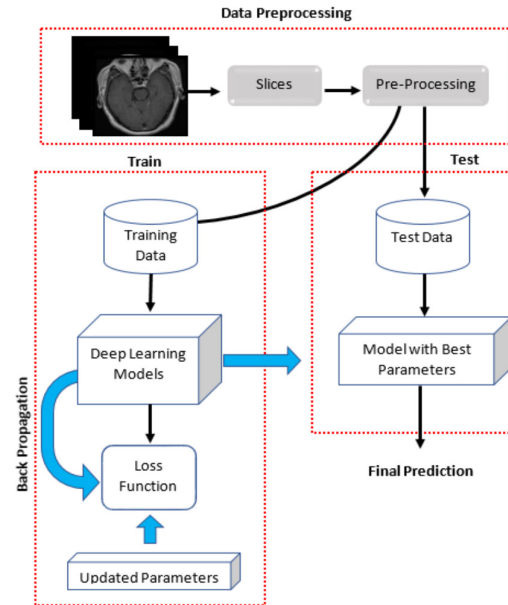 Data Preprocessing
Slices
Pre-Processing
Train
Test
Training
Data
Test Data
Deep Learning
Models
Model with Best
Parameters
Back Propagation
Loss
Function
Final Prediction
Updated Parameters